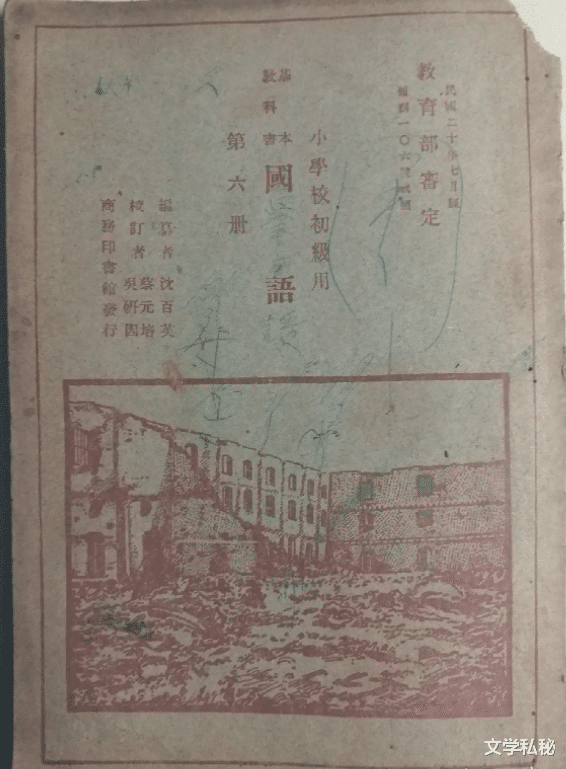 民國二十年七月
教育部審定
小學校初級用
基本
教科書
國語
第六册
編纂者 沈百英
校訂者 蔡元培
吳研因
商務印書館發行
文学私秘